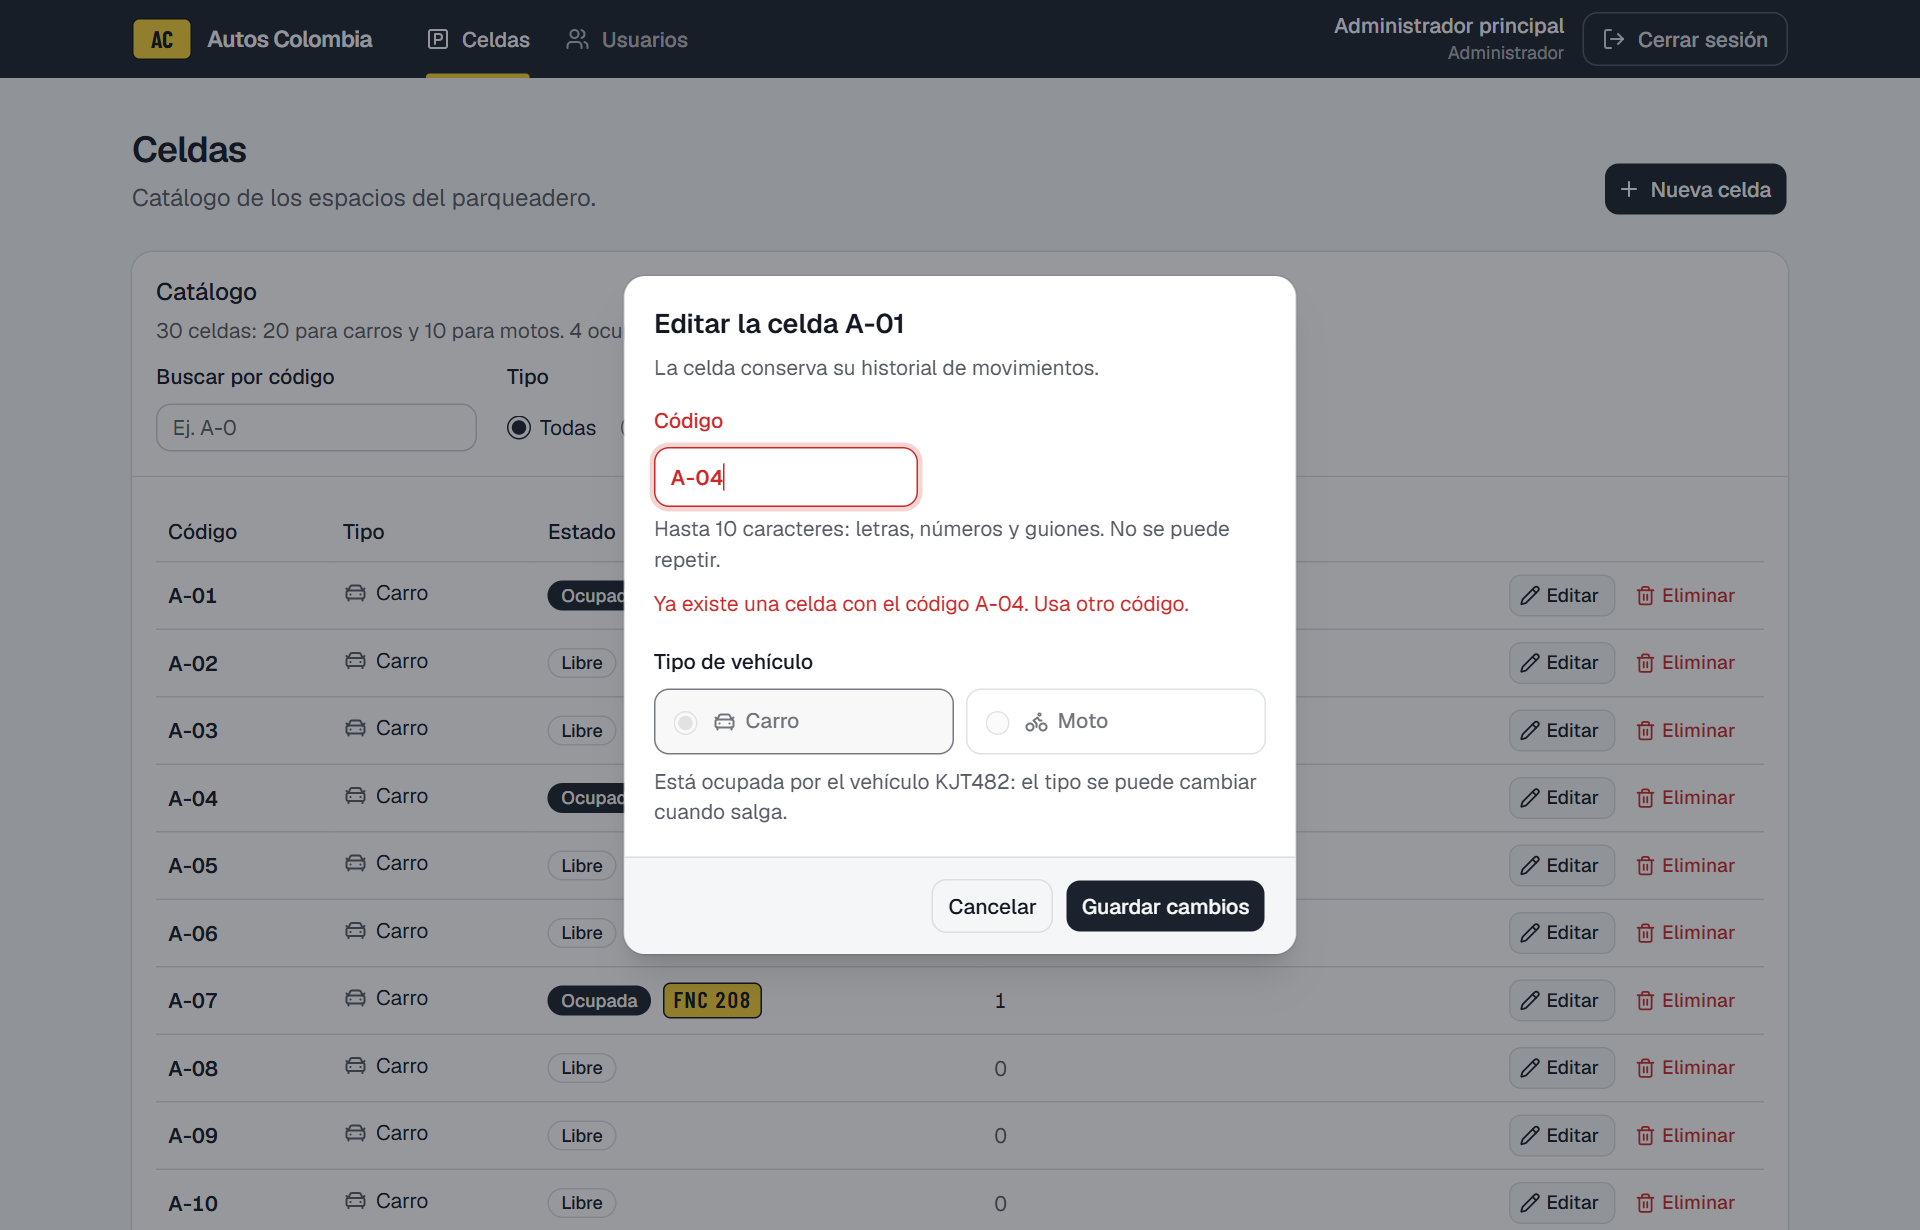 AC Autos Colombia Celdas Usuarios Administrador principal
Administrador
Cerrar sesión
Celdas
Catálogo de los espacios del parqueadero.
+ Nueva celda
Catálogo
30 celdas: 20 para carros y 10 para motos. 4 ocu
Buscar por código Tipo
Ej. A-0 Todas
Código Tipo Estado
A-01 Carro Ocupad Editar Eliminar
A-02 Carro Libre Editar Eliminar
A-03 Carro Libre Editar Eliminar
A-04 Carro Ocupad Editar Eliminar
A-05 Carro Libre Editar Eliminar
A-06 Carro Libre Editar Eliminar
A-07 Carro Ocupada FNC 208 1 Editar Eliminar
A-08 Carro Libre 0 Editar Eliminar
A-09 Carro Libre 0 Editar Eliminar
A-10 Carro Libre 0 Editar Eliminar
Editar la celda A-01
La celda conserva su historial de movimientos.
Código
A-04
Hasta 10 caracteres: letras, números y guiones. No se puede
repetir.
Ya existe una celda con el código A-04. Usa otro código.
Tipo de vehículo
Carro Moto
Está ocupada por el vehículo KJT482: el tipo se puede cambiar
cuando salga.
Cancelar Guardar cambios